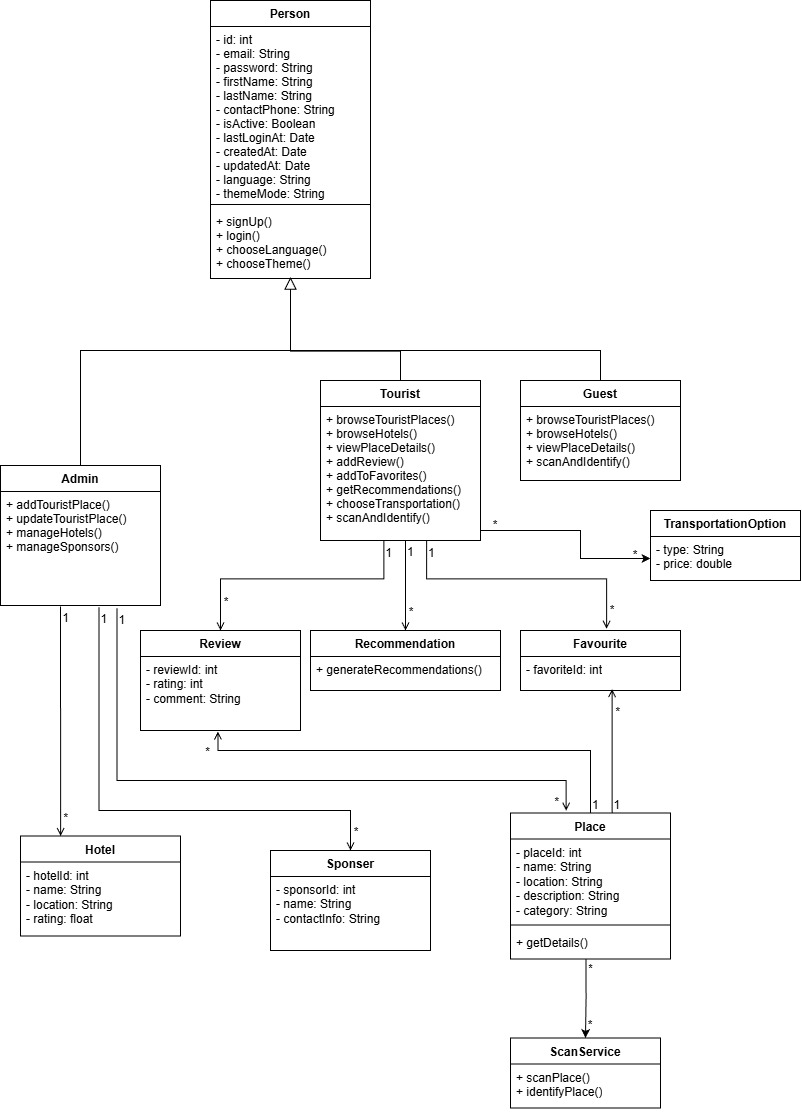 Person
- id: int
- email: String
- password: String
- firstName: String
- lastName: String
- contactPhone: String
- isActive: Boolean
- lastLoginAt: Date
- createdAt: Date
- updatedAt: Date
- language: String
- themeMode: String
+ signUp()
+ login()
+ chooseLanguage()
+ chooseTheme()
Tourist
+ browseTouristPlaces()
+ browseHotels()
+ viewPlaceDetails()
+ addReview()
+ addToFavorites()
+ getRecommendations()
+ chooseTransportation()
+ scanAndIdentify()
Guest
+ browseTouristPlaces()
+ browseHotels()
+ viewPlaceDetails()
+ scanAndIdentify()
Admin
+ addTouristPlace()
+ updateTouristPlace()
+ manageHotels()
+ manageSponsors()
*
*
TransportationOption
- type: String
- price: double
1
1
1
*
*
*
1
1
1
Review
- reviewId: int
- rating: int
- comment: String
Recommendation
+ generateRecommendations()
Favourite
- favoriteId: int
*
*
*
1
1
*
*
Hotel
- hotelId: int
- name: String
- location: String
- rating: float
Sponser
- sponsorId: int
- name: String
- contactInfo: String
Place
- placeId: int
- name: String
- location: String
- description: String
- category: String
+ getDetails()
*
*
ScanService
+ scanPlace()
+ identifyPlace()